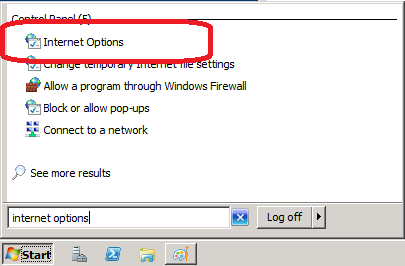 Control Panel (5)
Internet Options
Change temporary Internet file settings
Allow a program through Windows Firewall
Block or allow pop-ups
Connect to a network
See more results
internet options
Log off
Start